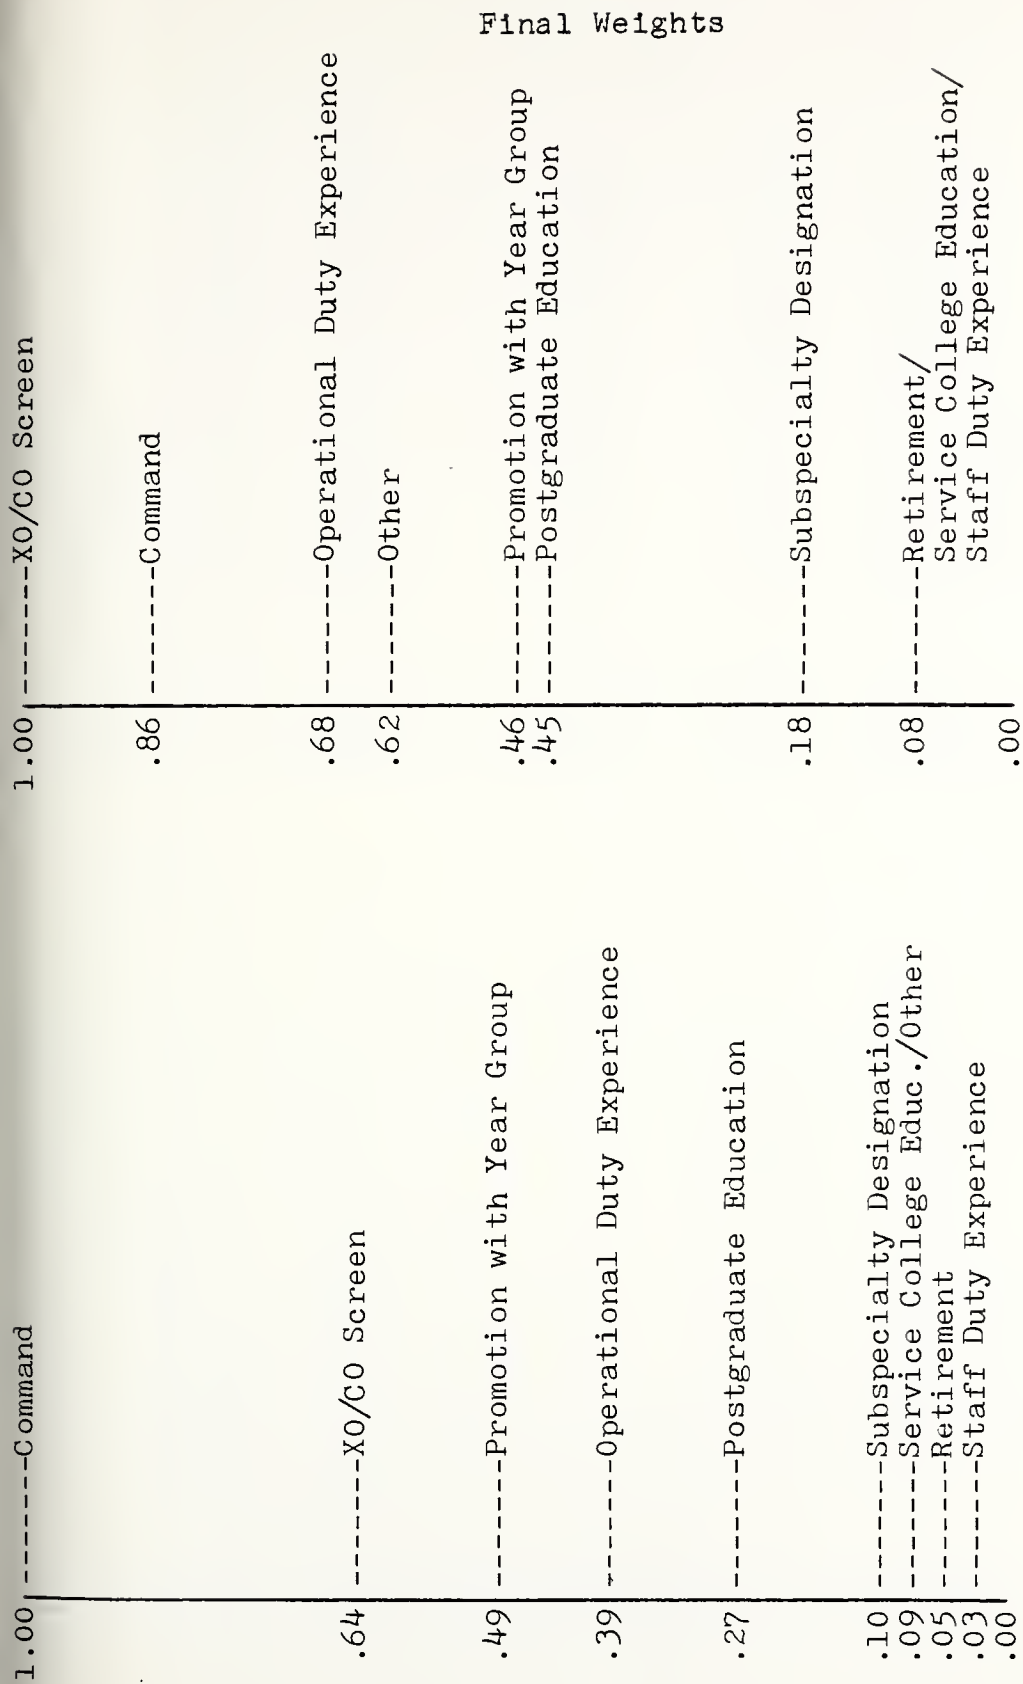 Final Weights
1.00 -------Command
.64 -------XO/CO Screen
.49 -------Promotion with Year Group
.39 -------Operational Duty Experience
.27 -------Postgraduate Education
.10 -------Subspecialty Designation
.09 -------Service College Educ./Other
.05 -------Retirement
.03 -------Staff Duty Experience
.00
1.00 -------XO/CO Screen
.86 -------Command
.68 -------Operational Duty Experience
.62 -------Other
.46 -------Promotion with Year Group
.45 -------Postgraduate Education
.18 -------Subspecialty Designation
.08 -------Retirement/
Service College Education/
Staff Duty Experience
.00